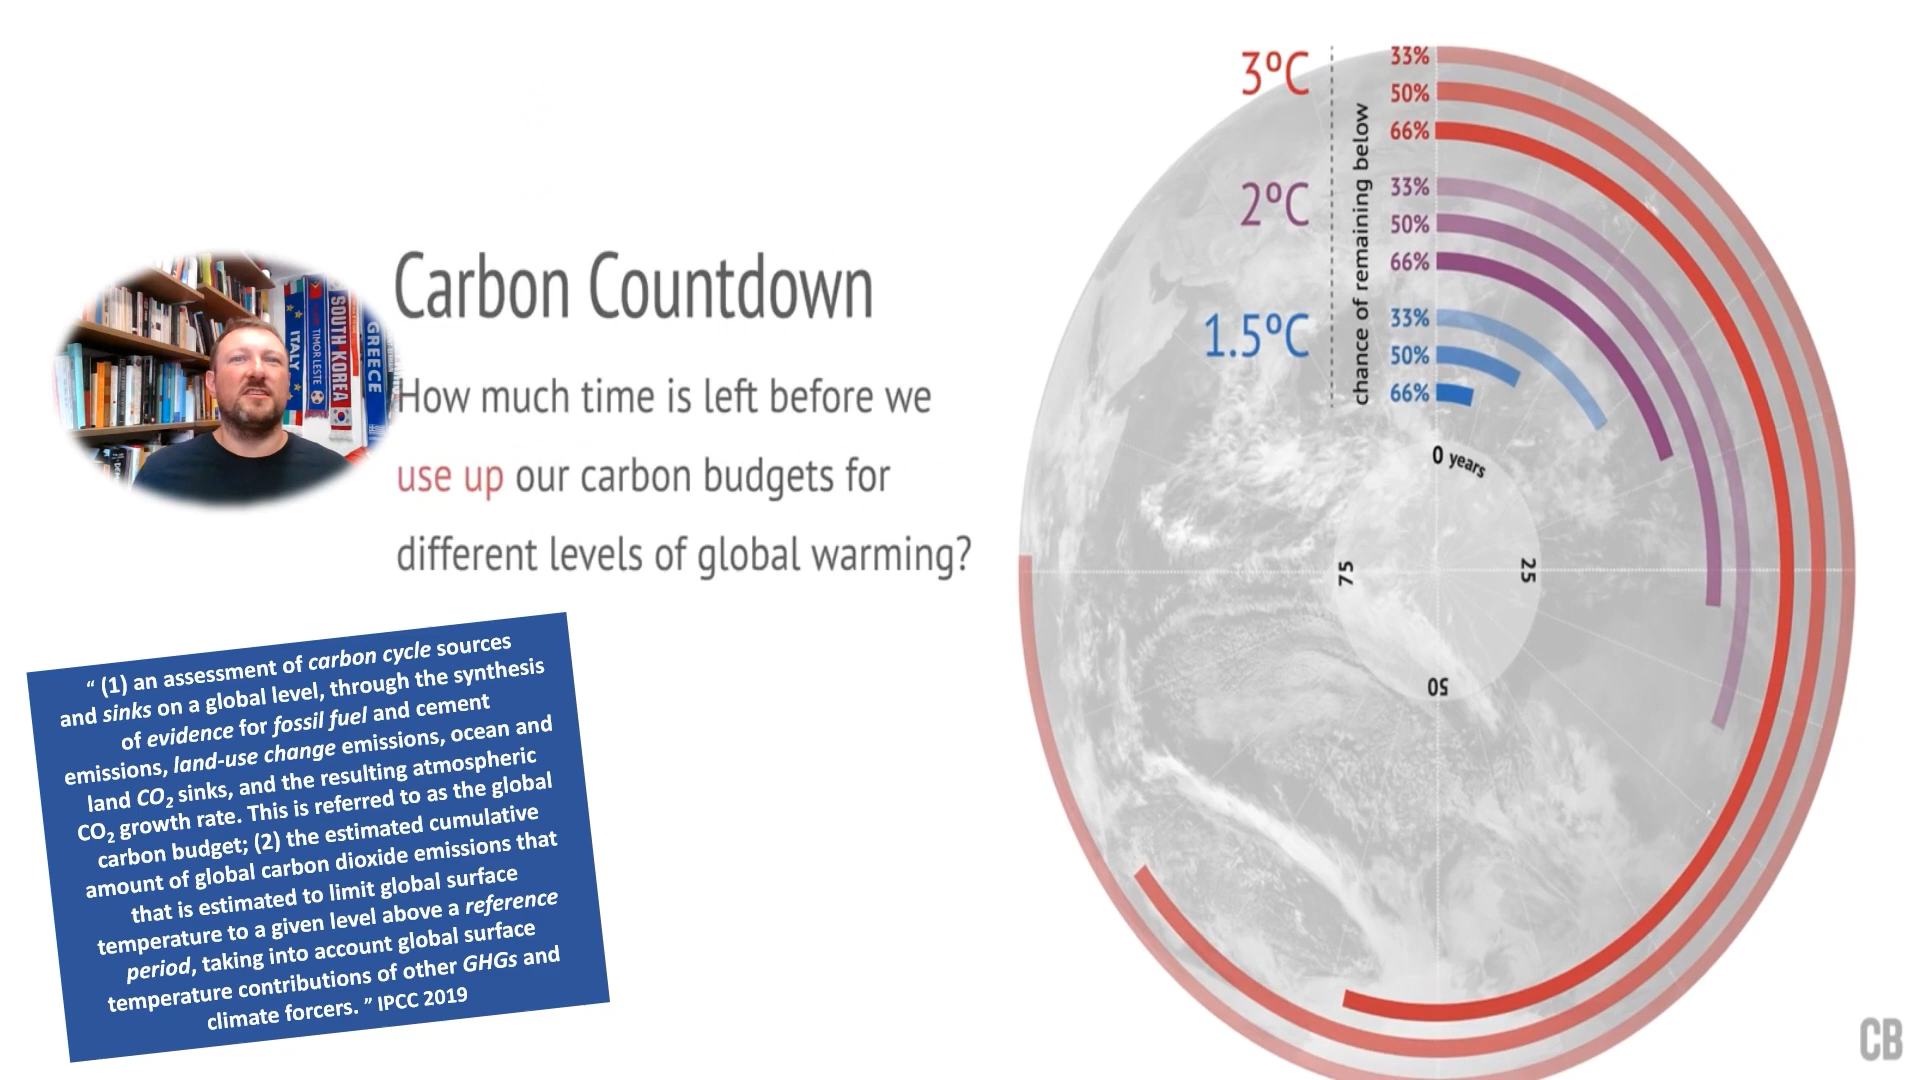 Carbon Countdown
How much time is left before we
use up our carbon budgets for
different levels of global warming?
“ (1) an assessment of carbon cycle sources
and sinks on a global level, through the synthesis
of evidence for fossil fuel and cement
emissions, land-use change emissions, ocean and
land CO₂ sinks, and the resulting atmospheric
CO₂ growth rate. This is referred to as the global
carbon budget; (2) the estimated cumulative
amount of global carbon dioxide emissions that
that is estimated to limit global surface
temperature to a given level above a reference
period, taking into account global surface
temperature contributions of other GHGs and
climate forcers. ” IPCC 2019
ITALY
TIMOR LESTE
SOUTH KOREA
GREECE
3ºC
33%
50%
66%
2ºC
33%
50%
66%
1.5ºC
33%
50%
66%
chance of remaining below
0 years
25
50
75
CB